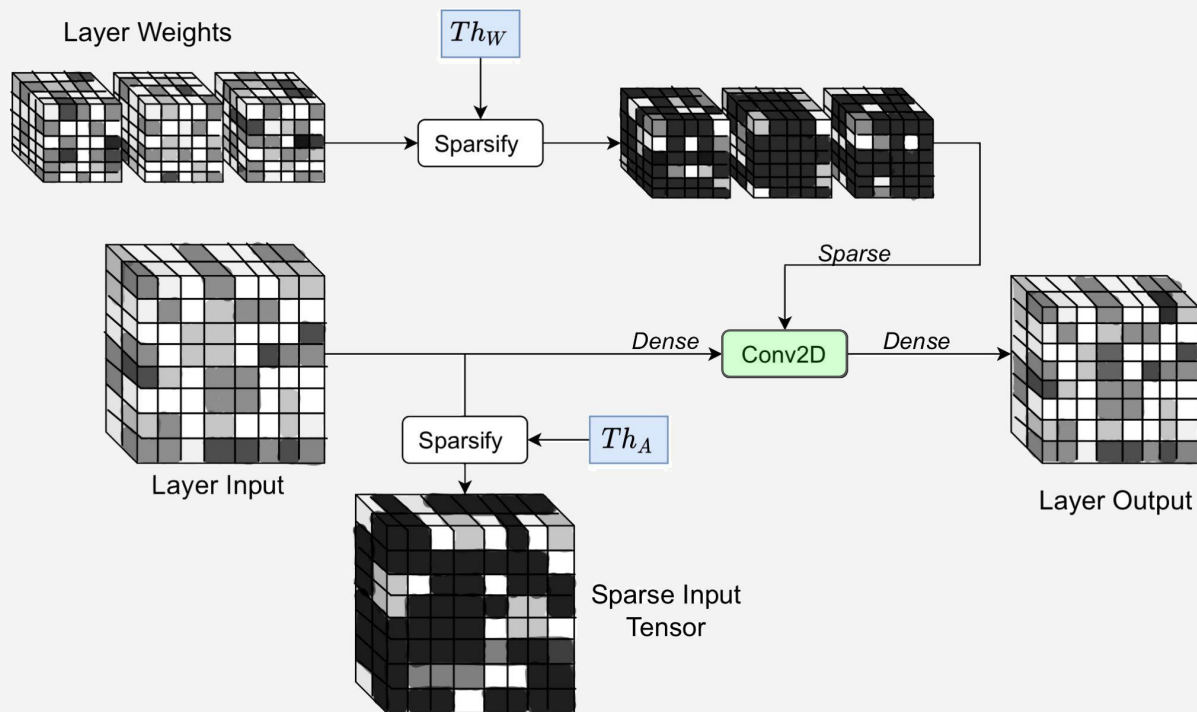 Layer Weights
Th_W
Sparsify
Sparse
Dense
Conv2D
Dense
Sparsify
Th_A
Layer Input
Layer Output
Sparse Input
Tensor